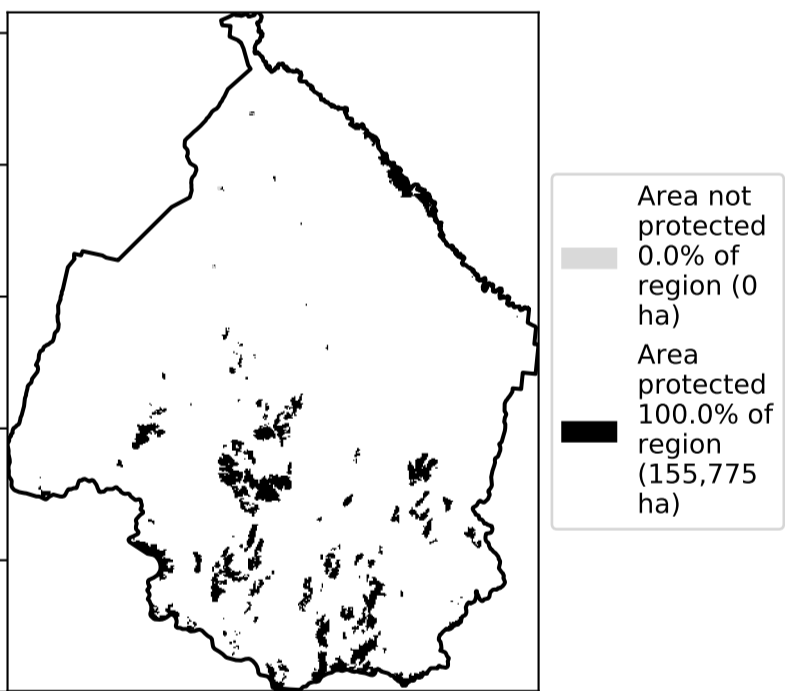 Area not
protected
0.0% of
region (0
ha)
Area
protected
100.0% of
region
(155,775
ha)